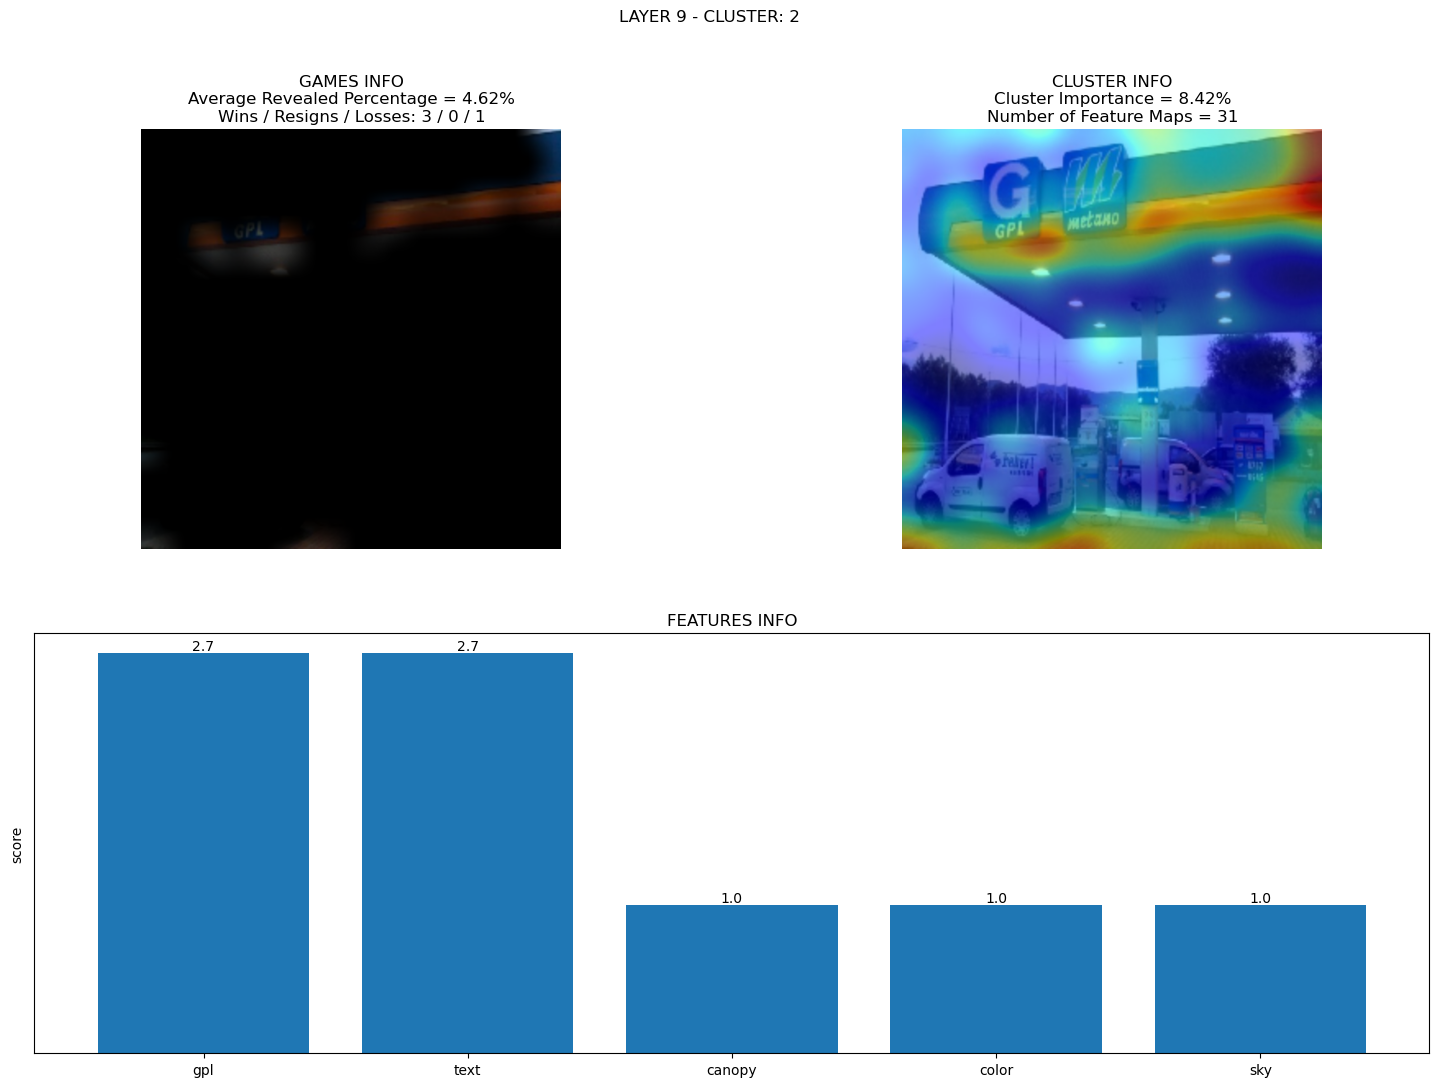 LAYER 9 - CLUSTER: 2
GAMES INFO
Average Revealed Percentage = 4.62%
Wins / Resigns / Losses: 3 / 0 / 1
CLUSTER INFO
Cluster Importance = 8.42%
Number of Feature Maps = 31
GPL
G
GPL
metano
FEATURES INFO
score
2.7
2.7
1.0
1.0
1.0
gpl
text
canopy
color
sky